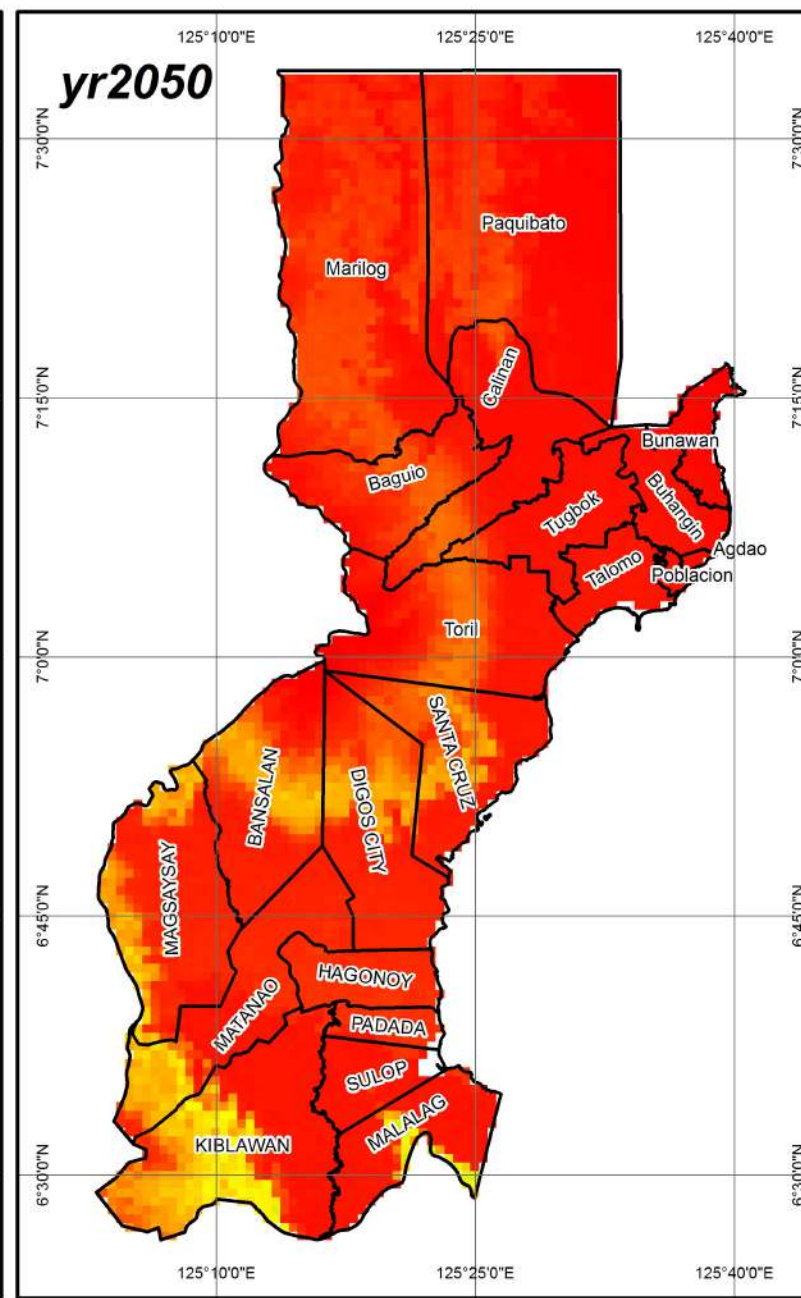 125°10'0"E 125°25'0"E 125°40'0"E
yr2050
7°30'0"N 7°30'0"N
Paquibato
Marilog
Calinan
7°15'0"N 7°15'0"N
Bunawan
Baguio
Buhangin
Tugbok
Agdao
Talomo
Poblacion
Toril
7°0'0"N 7°0'0"N
SANTA CRUZ
BANSALAN
DIGOS CITY
MAGSAYSAY
6°45'0"N 6°45'0"N
HAGONOY
MATANAO
PADADA
SULOP
MALALAG
KIBLAWAN
6°30'0"N 6°30'0"N
125°10'0"E 125°25'0"E 125°40'0"E